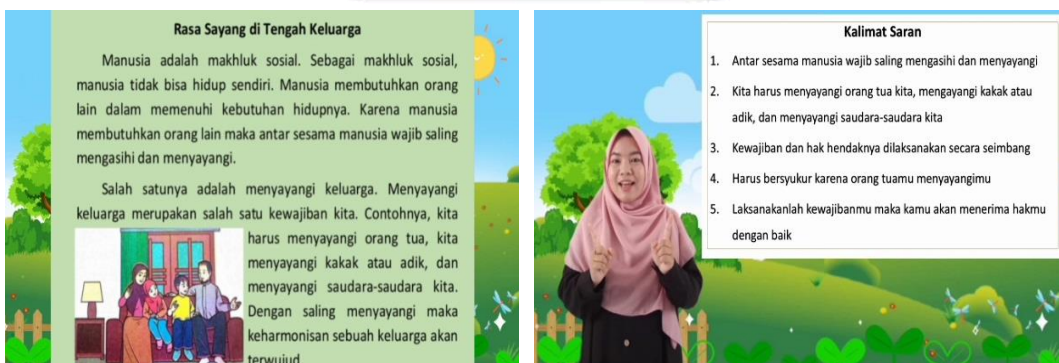 Rasa Sayang di Tengah Keluarga
Manusia adalah makhluk sosial. Sebagai makhluk sosial,
manusia tidak bisa hidup sendiri. Manusia membutuhkan orang
lain dalam memenuhi kebutuhan hidupnya. Karena manusia
membutuhkan orang lain maka antar sesama manusia wajib saling
mengasihi dan menyayangi.
Salah satunya adalah menyayangi keluarga. Menyayangi
keluarga merupakan salah satu kewajiban kita. Contohnya, kita
harus menyayangi orang tua, kita
menyayangi kakak atau adik, dan
menyayangi saudara-saudara kita.
Dengan saling menyayangi maka
keharmonisan sebuah keluarga akan
terwujud.
Kalimat Saran
1. Antar sesama manusia wajib saling mengasihi dan menyayangi
2. Kita harus menyayangi orang tua kita, mengayangi kakak atau
adik, dan menyayangi saudara-saudara kita
3. Kewajiban dan hak hendaknya dilaksanakan secara seimbang
4. Harus bersyukur karena orang tuamu menyayangimu
5. Laksanakanlah kewajibanmu maka kamu akan menerima hakmu
dengan baik